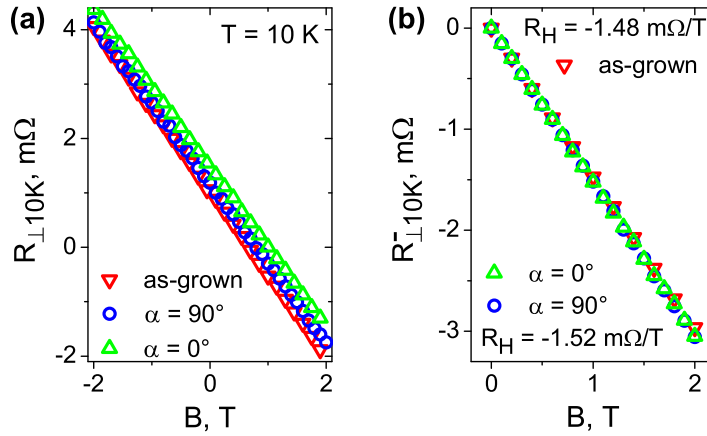 (a)
T = 10 K
4
2
0
-2
R⊥10K, mΩ
as-grown
α = 90°
α = 0°
-2
0
2
B, T
(b)
R_H = -1.48 mΩ/T
as-grown
0
-1
-2
-3
R⁻⊥10K, mΩ
α = 0°
α = 90°
R_H = -1.52 mΩ/T
0
1
2
B, T